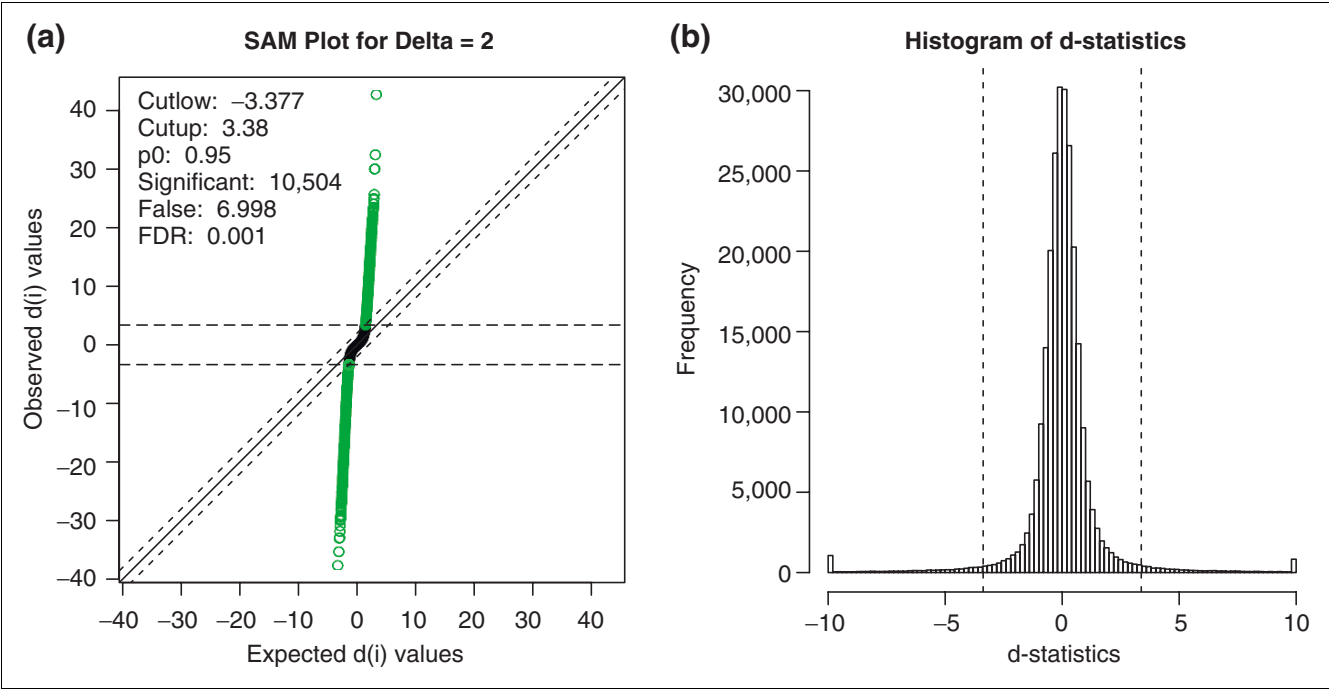 (a)
SAM Plot for Delta = 2
Cutlow: −3.377
Cutup: 3.38
p0: 0.95
Significant: 10,504
False: 6.998
FDR: 0.001
Observed d(i) values
40
30
20
10
0
−10
−20
−30
−40
−40 −30 −20 −10 0 10 20 30 40
Expected d(i) values
(b)
Histogram of d-statistics
Frequency
30,000
25,000
20,000
15,000
10,000
5,000
0
−10 −5 0 5 10
d-statistics